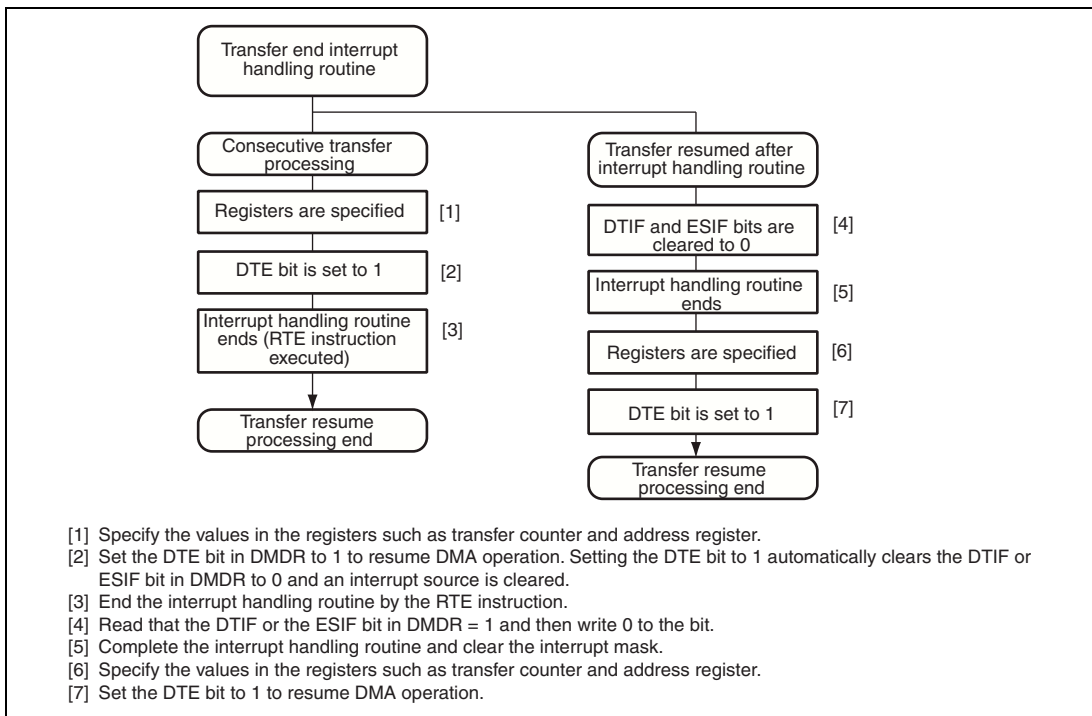 Transfer end interrupt
handling routine
Consecutive transfer
processing
Registers are specified [1]
DTE bit is set to 1 [2]
Interrupt handling routine
ends (RTE instruction
executed) [3]
Transfer resume
processing end
Transfer resumed after
interrupt handling routine
DTIF and ESIF bits are
cleared to 0 [4]
Interrupt handling routine
ends [5]
Registers are specified [6]
DTE bit is set to 1 [7]
Transfer resume
processing end
[1] Specify the values in the registers such as transfer counter and address register.
[2] Set the DTE bit in DMDR to 1 to resume DMA operation. Setting the DTE bit to 1 automatically clears the DTIF or
ESIF bit in DMDR to 0 and an interrupt source is cleared.
[3] End the interrupt handling routine by the RTE instruction.
[4] Read that the DTIF or the ESIF bit in DMDR = 1 and then write 0 to the bit.
[5] Complete the interrupt handling routine and clear the interrupt mask.
[6] Specify the values in the registers such as transfer counter and address register.
[7] Set the DTE bit to 1 to resume DMA operation.